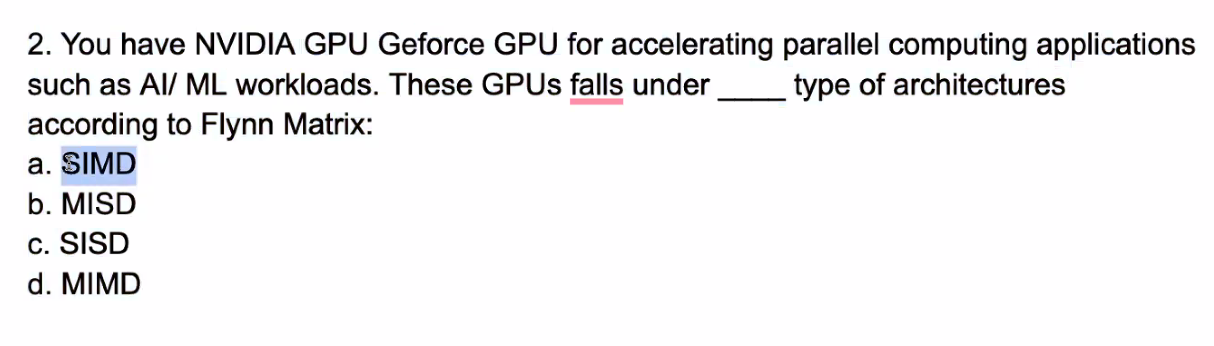 2. You have NVIDIA GPU Geforce GPU for accelerating parallel computing applications
such as AI/ ML workloads. These GPUs falls under ____ type of architectures
according to Flynn Matrix:
a. SIMD
b. MISD
c. SISD
d. MIMD